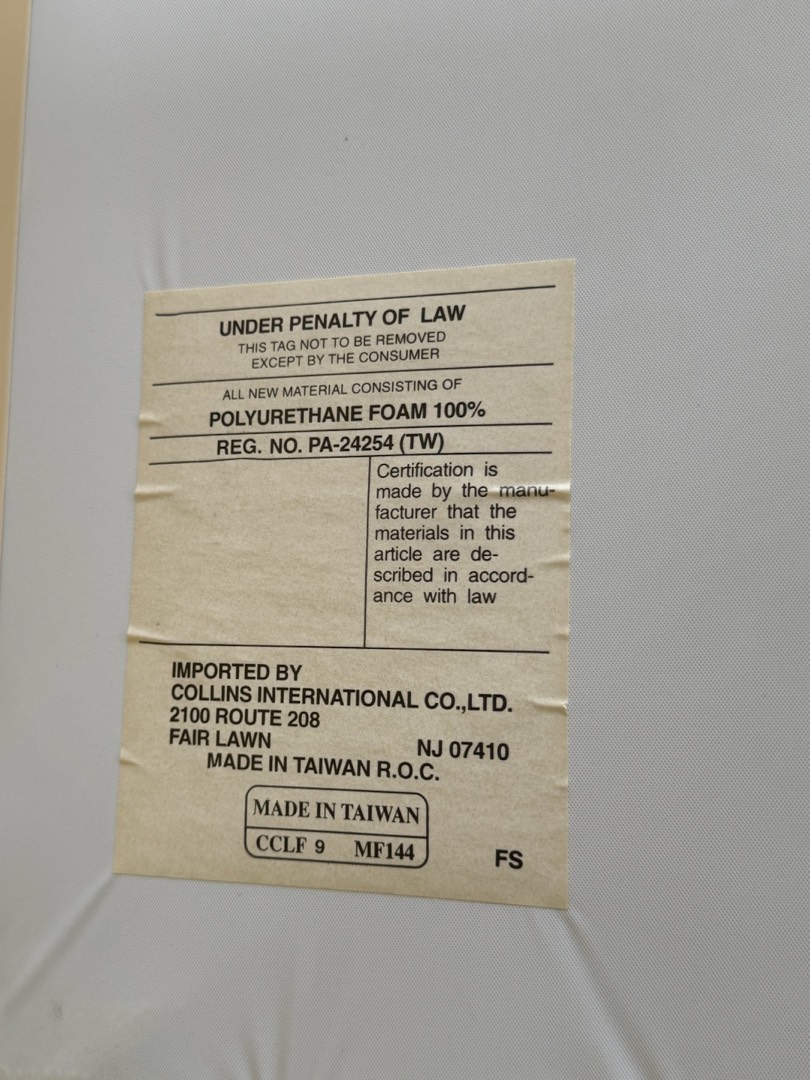 UNDER PENALTY OF LAW
THIS TAG NOT TO BE REMOVED
EXCEPT BY THE CONSUMER
ALL NEW MATERIAL CONSISTING OF
POLYURETHANE FOAM 100%
REG. NO. PA-24254 (TW)
Certification is
made by the manu-
facturer that the
materials in this
article are de-
scribed in accord-
ance with law
IMPORTED BY
COLLINS INTERNATIONAL CO.,LTD.
2100 ROUTE 208
FAIR LAWN NJ 07410
MADE IN TAIWAN R.O.C.
MADE IN TAIWAN
CCLF 9 MF144
FS